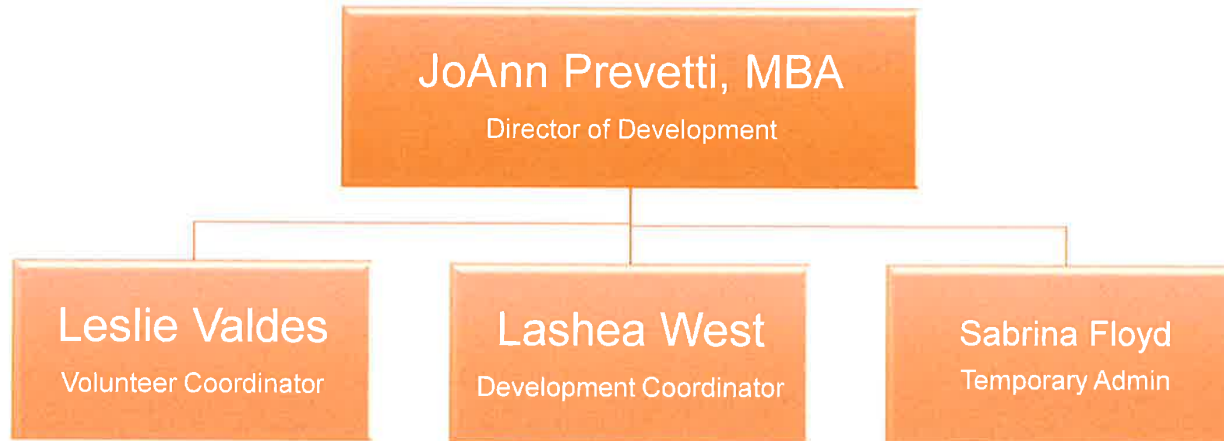 JoAnn Prevetti, MBA
Director of Development
Leslie Valdes
Volunteer Coordinator
Lashea West
Development Coordinator
Sabrina Floyd
Temporary Admin